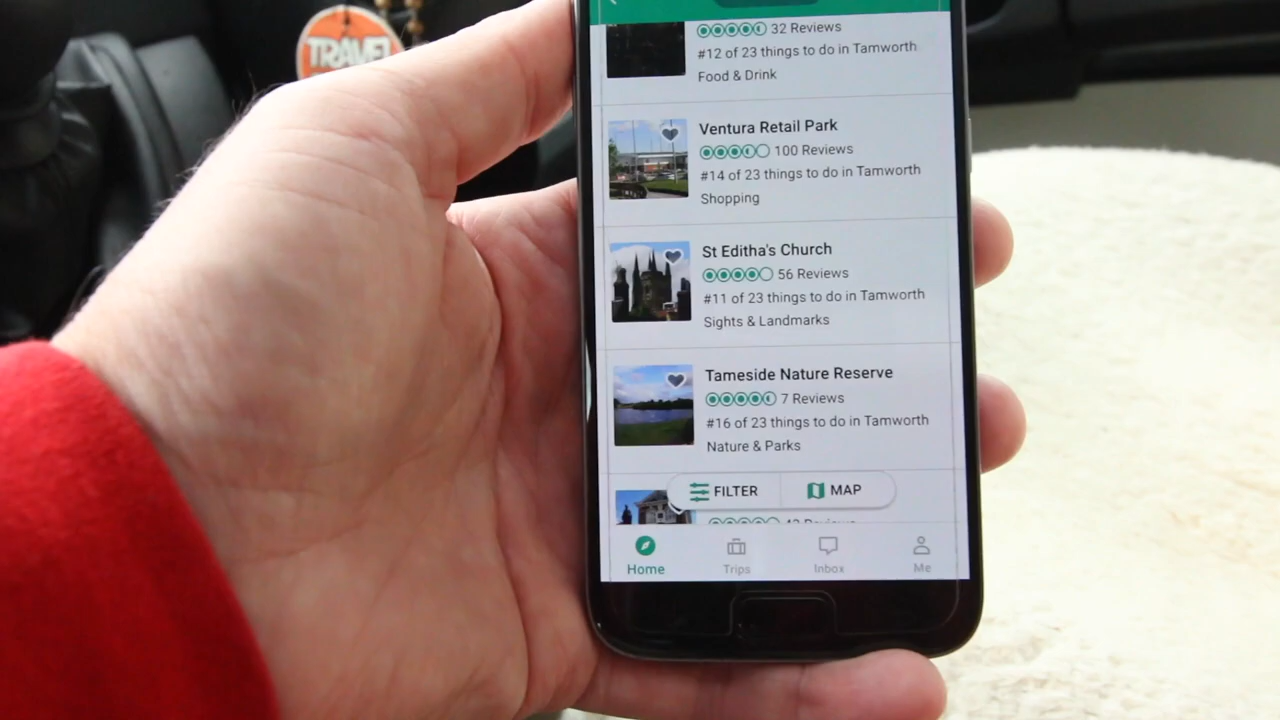 TRAVEL
32 Reviews
#12 of 23 things to do in Tamworth
Food & Drink
Ventura Retail Park
100 Reviews
#14 of 23 things to do in Tamworth
Shopping
St Editha's Church
56 Reviews
#11 of 23 things to do in Tamworth
Sights & Landmarks
Tameside Nature Reserve
7 Reviews
#16 of 23 things to do in Tamworth
Nature & Parks
FILTER MAP
Reviews
Home Trips Inbox Me